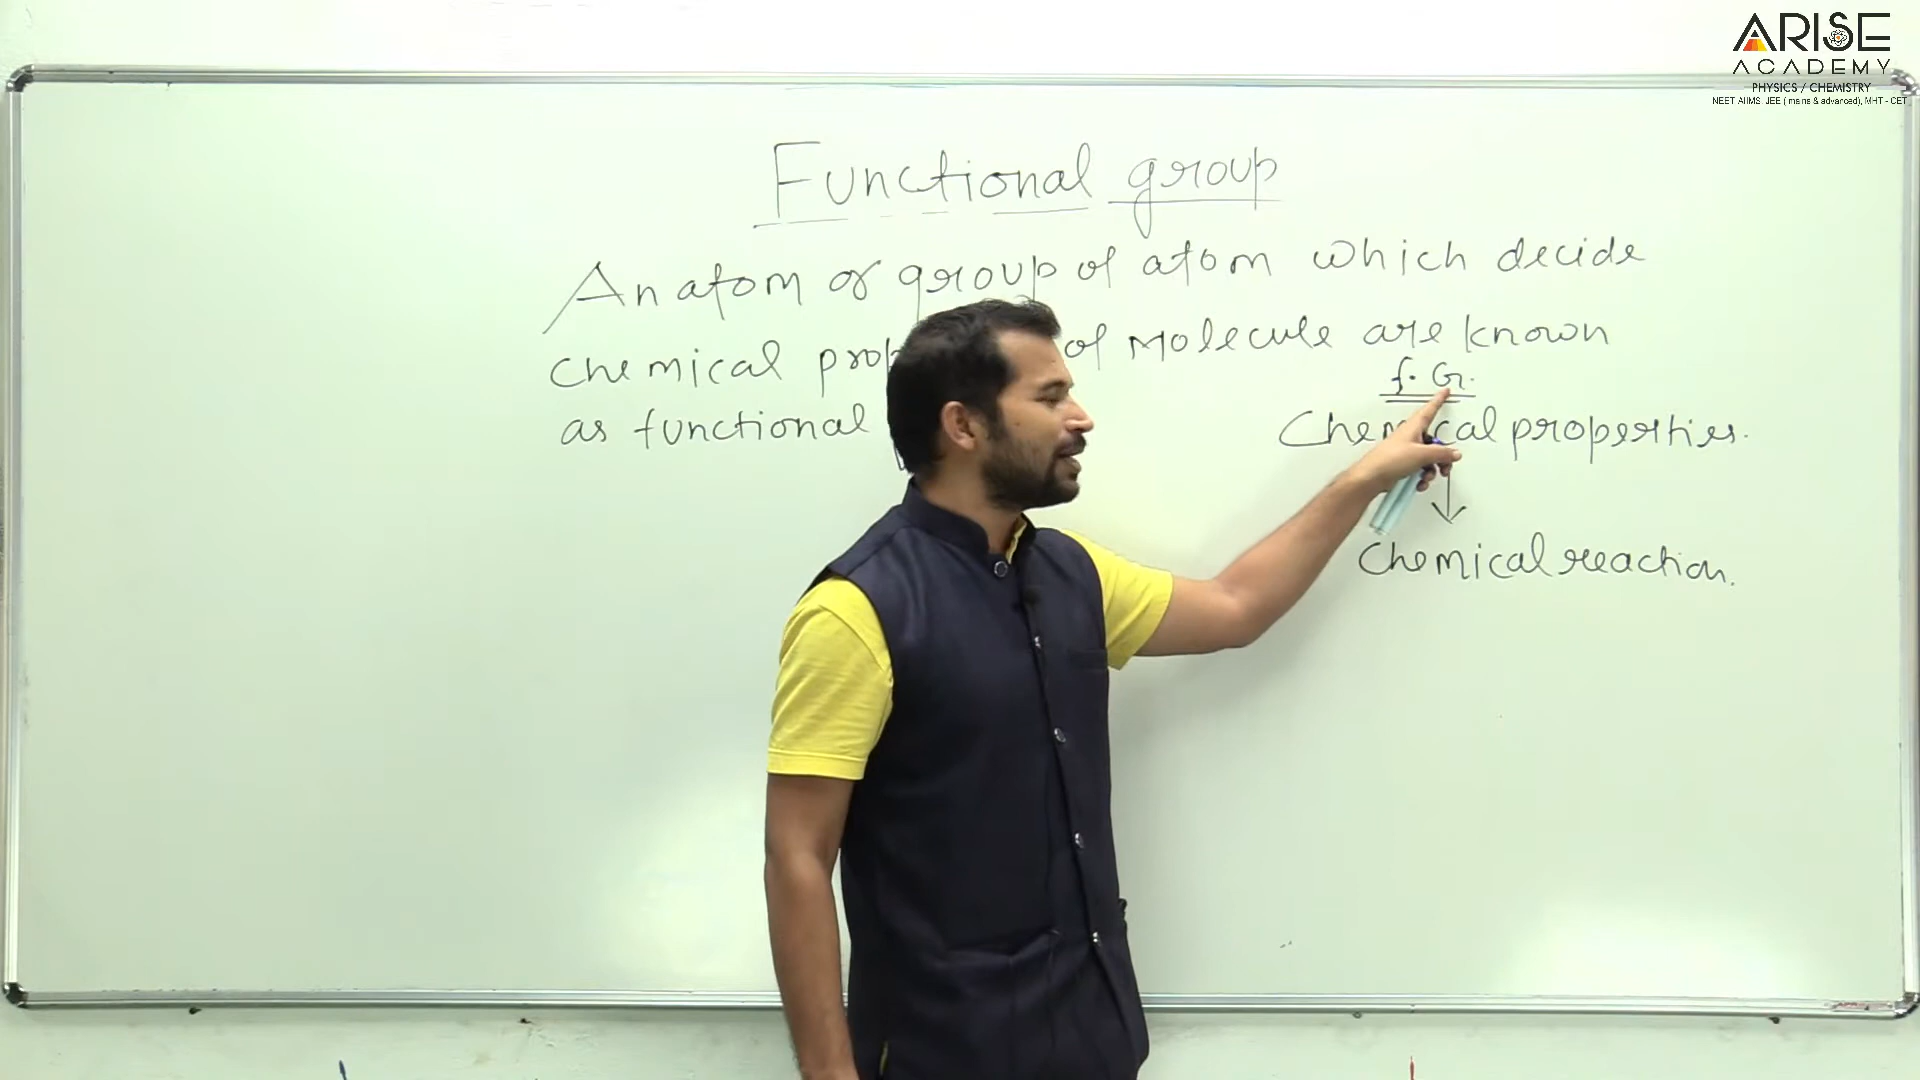 ARISE
ACADEMY
PHYSICS / CHEMISTRY
NEET AIIMS JEE ( mains & advanced), MHT - CET
Functional group
An atom or group of atom which decide
chemical of molecule are known
as functional
f. Gr.
Chemical properties.
Chemical reaction.